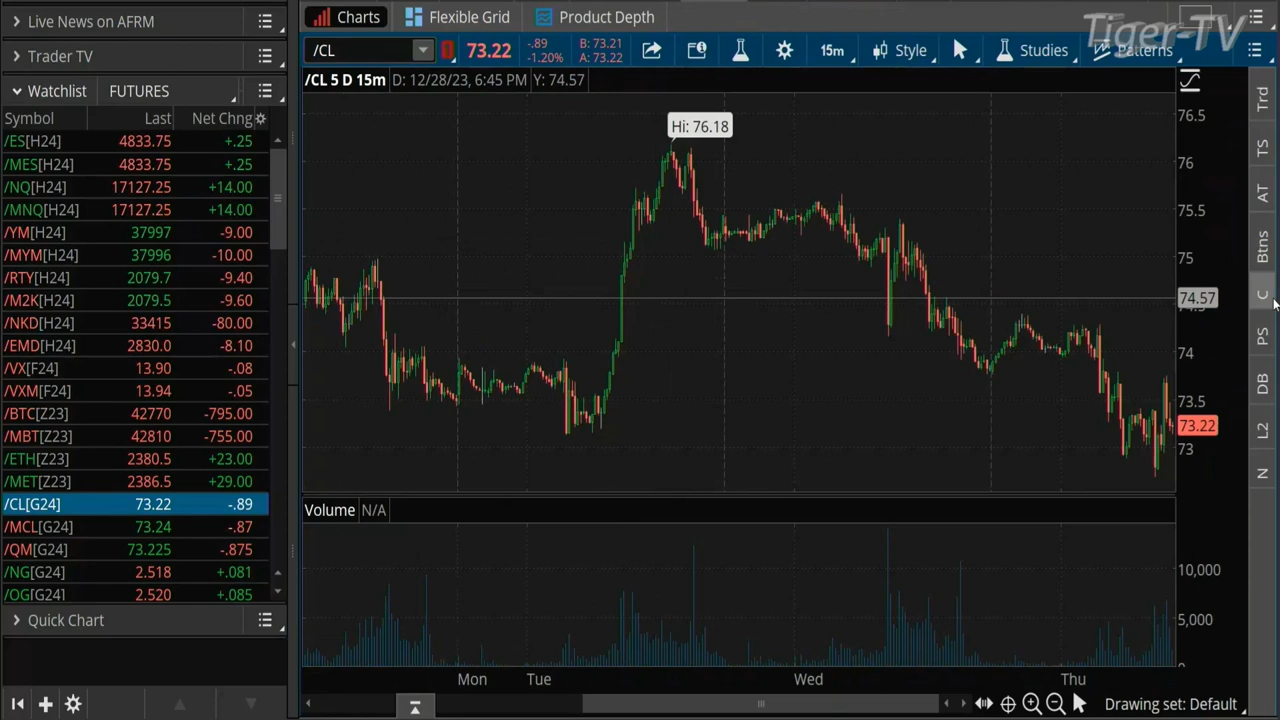 Live News on AFRM
Trader TV
Watchlist FUTURES
Symbol Last Net Chng
/ES[H24] 4833.75 +.25
/MES[H24] 4833.75 +.25
/NQ[H24] 17127.25 +14.00
/MNQ[H24] 17127.25 +14.00
/YM[H24] 37997 -9.00
/MYM[H24] 37996 -10.00
/RTY[H24] 2079.7 -9.40
/M2K[H24] 2079.5 -9.60
/NKD[H24] 33415 -80.00
/EMD[H24] 2830.0 -8.10
/VX[F24] 13.90 -.08
/VXM[F24] 13.94 -.05
/BTC[Z23] 42770 -795.00
/MBT[Z23] 42810 -755.00
/ETH[Z23] 2380.5 +23.00
/MET[Z23] 2386.5 +29.00
/CL[G24] 73.22 -.89
/MCL[G24] 73.24 -.87
/QM[G24] 73.225 -.875
/NG[G24] 2.518 +.081
/OG[G24] 2.520 +.085
Quick Chart
Charts Flexible Grid Product Depth
Tiger-TV
/CL 73.22 -.89 B: 73.21
-1.20% A: 73.22
15m Style Studies Patterns
/CL 5 D 15m D: 12/28/23, 6:45 PM Y: 74.57
Hi: 76.18
76.5
76
75.5
75
74.57
74
73.5
73.22
73
Volume N/A
10,000
5,000
Mon Tue Wed Thu
Drawing set: Default
Trd
TS
AT
Btns
C
PS
DB
L2
N